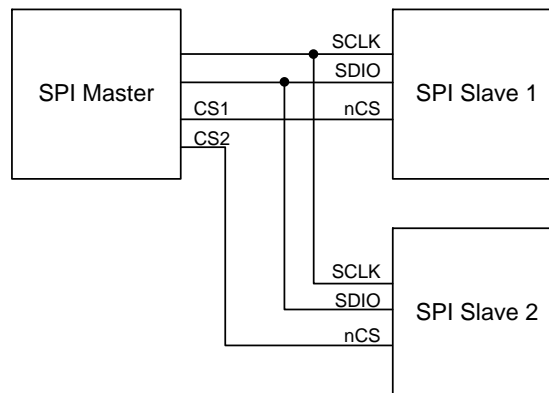 SCLK
SDIO
SPI Master
SPI Slave 1
CS1
nCS
CS2
SCLK
SDIO
SPI Slave 2
nCS